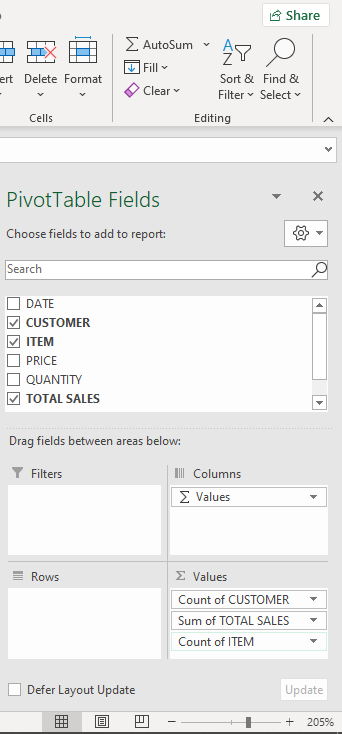 Share
AutoSum
Fill
Clear
Delete
Format
Sort &
Filter
Find &
Select
Cells
Editing
PivotTable Fields
Choose fields to add to report:
Search
DATE
CUSTOMER
ITEM
PRICE
QUANTITY
TOTAL SALES
Drag fields between areas below:
Filters
Columns
Σ Values
Rows
Σ Values
Count of CUSTOMER
Sum of TOTAL SALES
Count of ITEM
Defer Layout Update
Update
205%